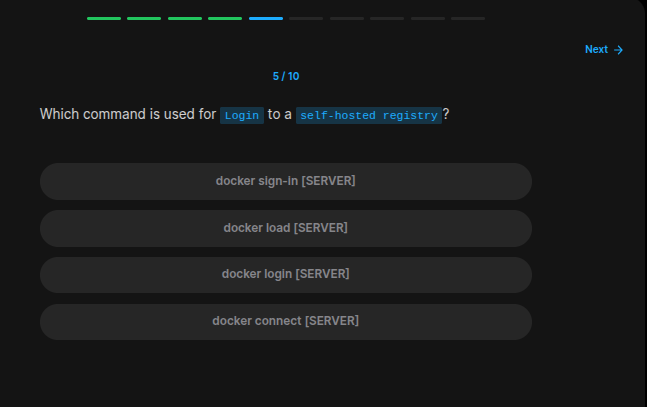 Next →
5 / 10
Which command is used for Login to a self-hosted registry?
docker sign-in [SERVER]
docker load [SERVER]
docker login [SERVER]
docker connect [SERVER]